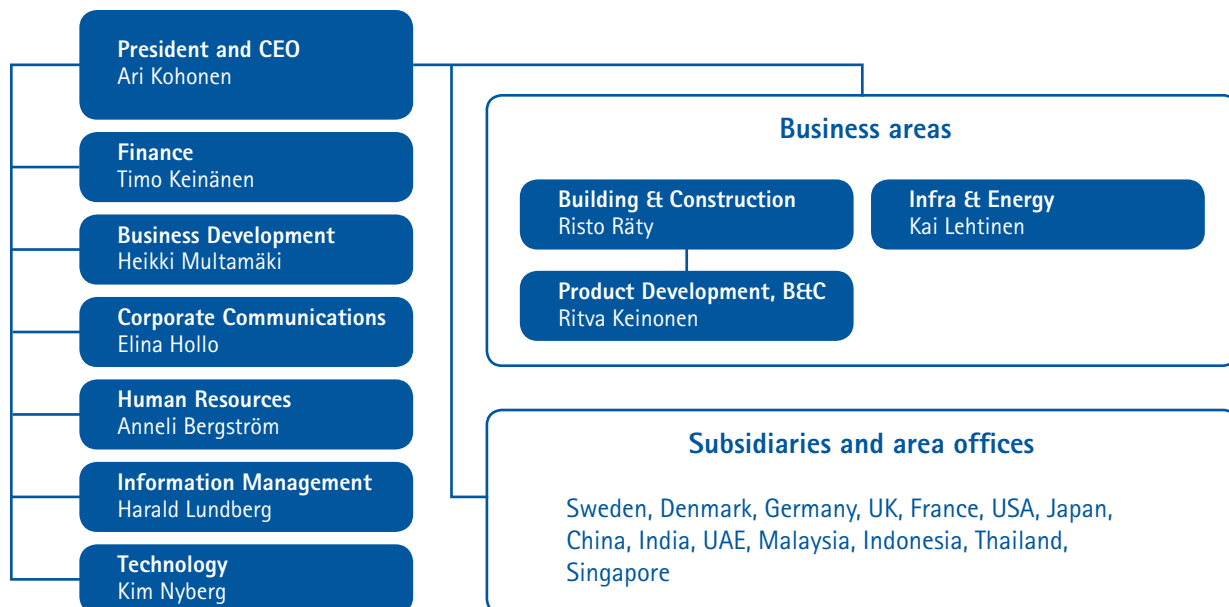 President and CEO
Ari Kohonen
Finance
Timo Keinänen
Business Development
Heikki Multamäki
Corporate Communications
Elina Hollo
Human Resources
Anneli Bergström
Information Management
Harald Lundberg
Technology
Kim Nyberg
Business areas
Building & Construction
Risto Räty
Infra & Energy
Kai Lehtinen
Product Development, B&C
Ritva Keinonen
Subsidiaries and area offices
Sweden, Denmark, Germany, UK, France, USA, Japan,
China, India, UAE, Malaysia, Indonesia, Thailand,
Singapore